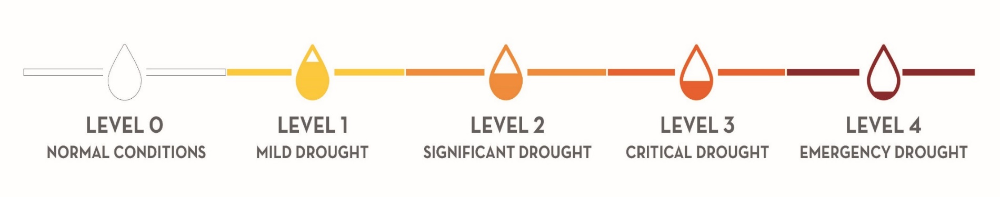 LEVEL 0
NORMAL CONDITIONS
LEVEL 1
MILD DROUGHT
LEVEL 2
SIGNIFICANT DROUGHT
LEVEL 3
CRITICAL DROUGHT
LEVEL 4
EMERGENCY DROUGHT